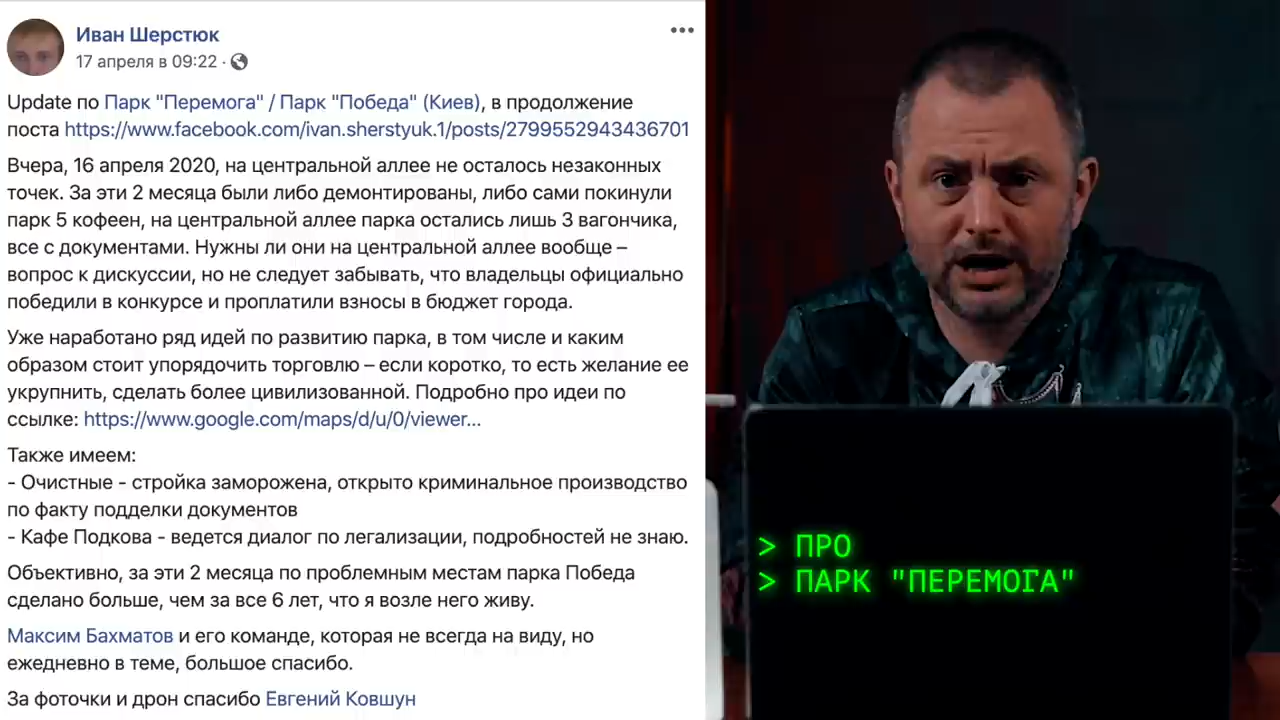 Иван Шерстюк
17 апреля в 09:22 ·
Update по Парк "Перемога" / Парк "Победа" (Киев), в продолжение
поста https://www.facebook.com/ivan.sherstyuk.1/posts/2799552943436701
Вчера, 16 апреля 2020, на центральной аллее не осталось незаконных
точек. За эти 2 месяца были либо демонтированы, либо сами покинули
парк 5 кофеен, на центральной аллее парка остались лишь 3 вагончика,
все с документами. Нужны ли они на центральной аллее вообще –
вопрос к дискуссии, но не следует забывать, что владельцы официально
победили в конкурсе и проплатили взносы в бюджет города.
Уже наработано ряд идей по развитию парка, в том числе и каким
образом стоит упорядочить торговлю – если коротко, то есть желание ее
укрупнить, сделать более цивилизованной. Подробно про идеи по
ссылке: https://www.google.com/maps/d/u/0/viewer...
Также имеем:
- Очистные - стройка заморожена, открыто криминальное производство
по факту подделки документов
- Кафе Подкова - ведется диалог по легализации, подробностей не знаю.
Объективно, за эти 2 месяца по проблемным местам парка Победа
сделано больше, чем за все 6 лет, что я возле него живу.
Максим Бахматов и его команде, которая не всегда на виду, но
ежедневно в теме, большое спасибо.
За фоточки и дрон спасибо Евгений Ковшун
> ПРО
> ПАРК "ПЕРЕМОГА"